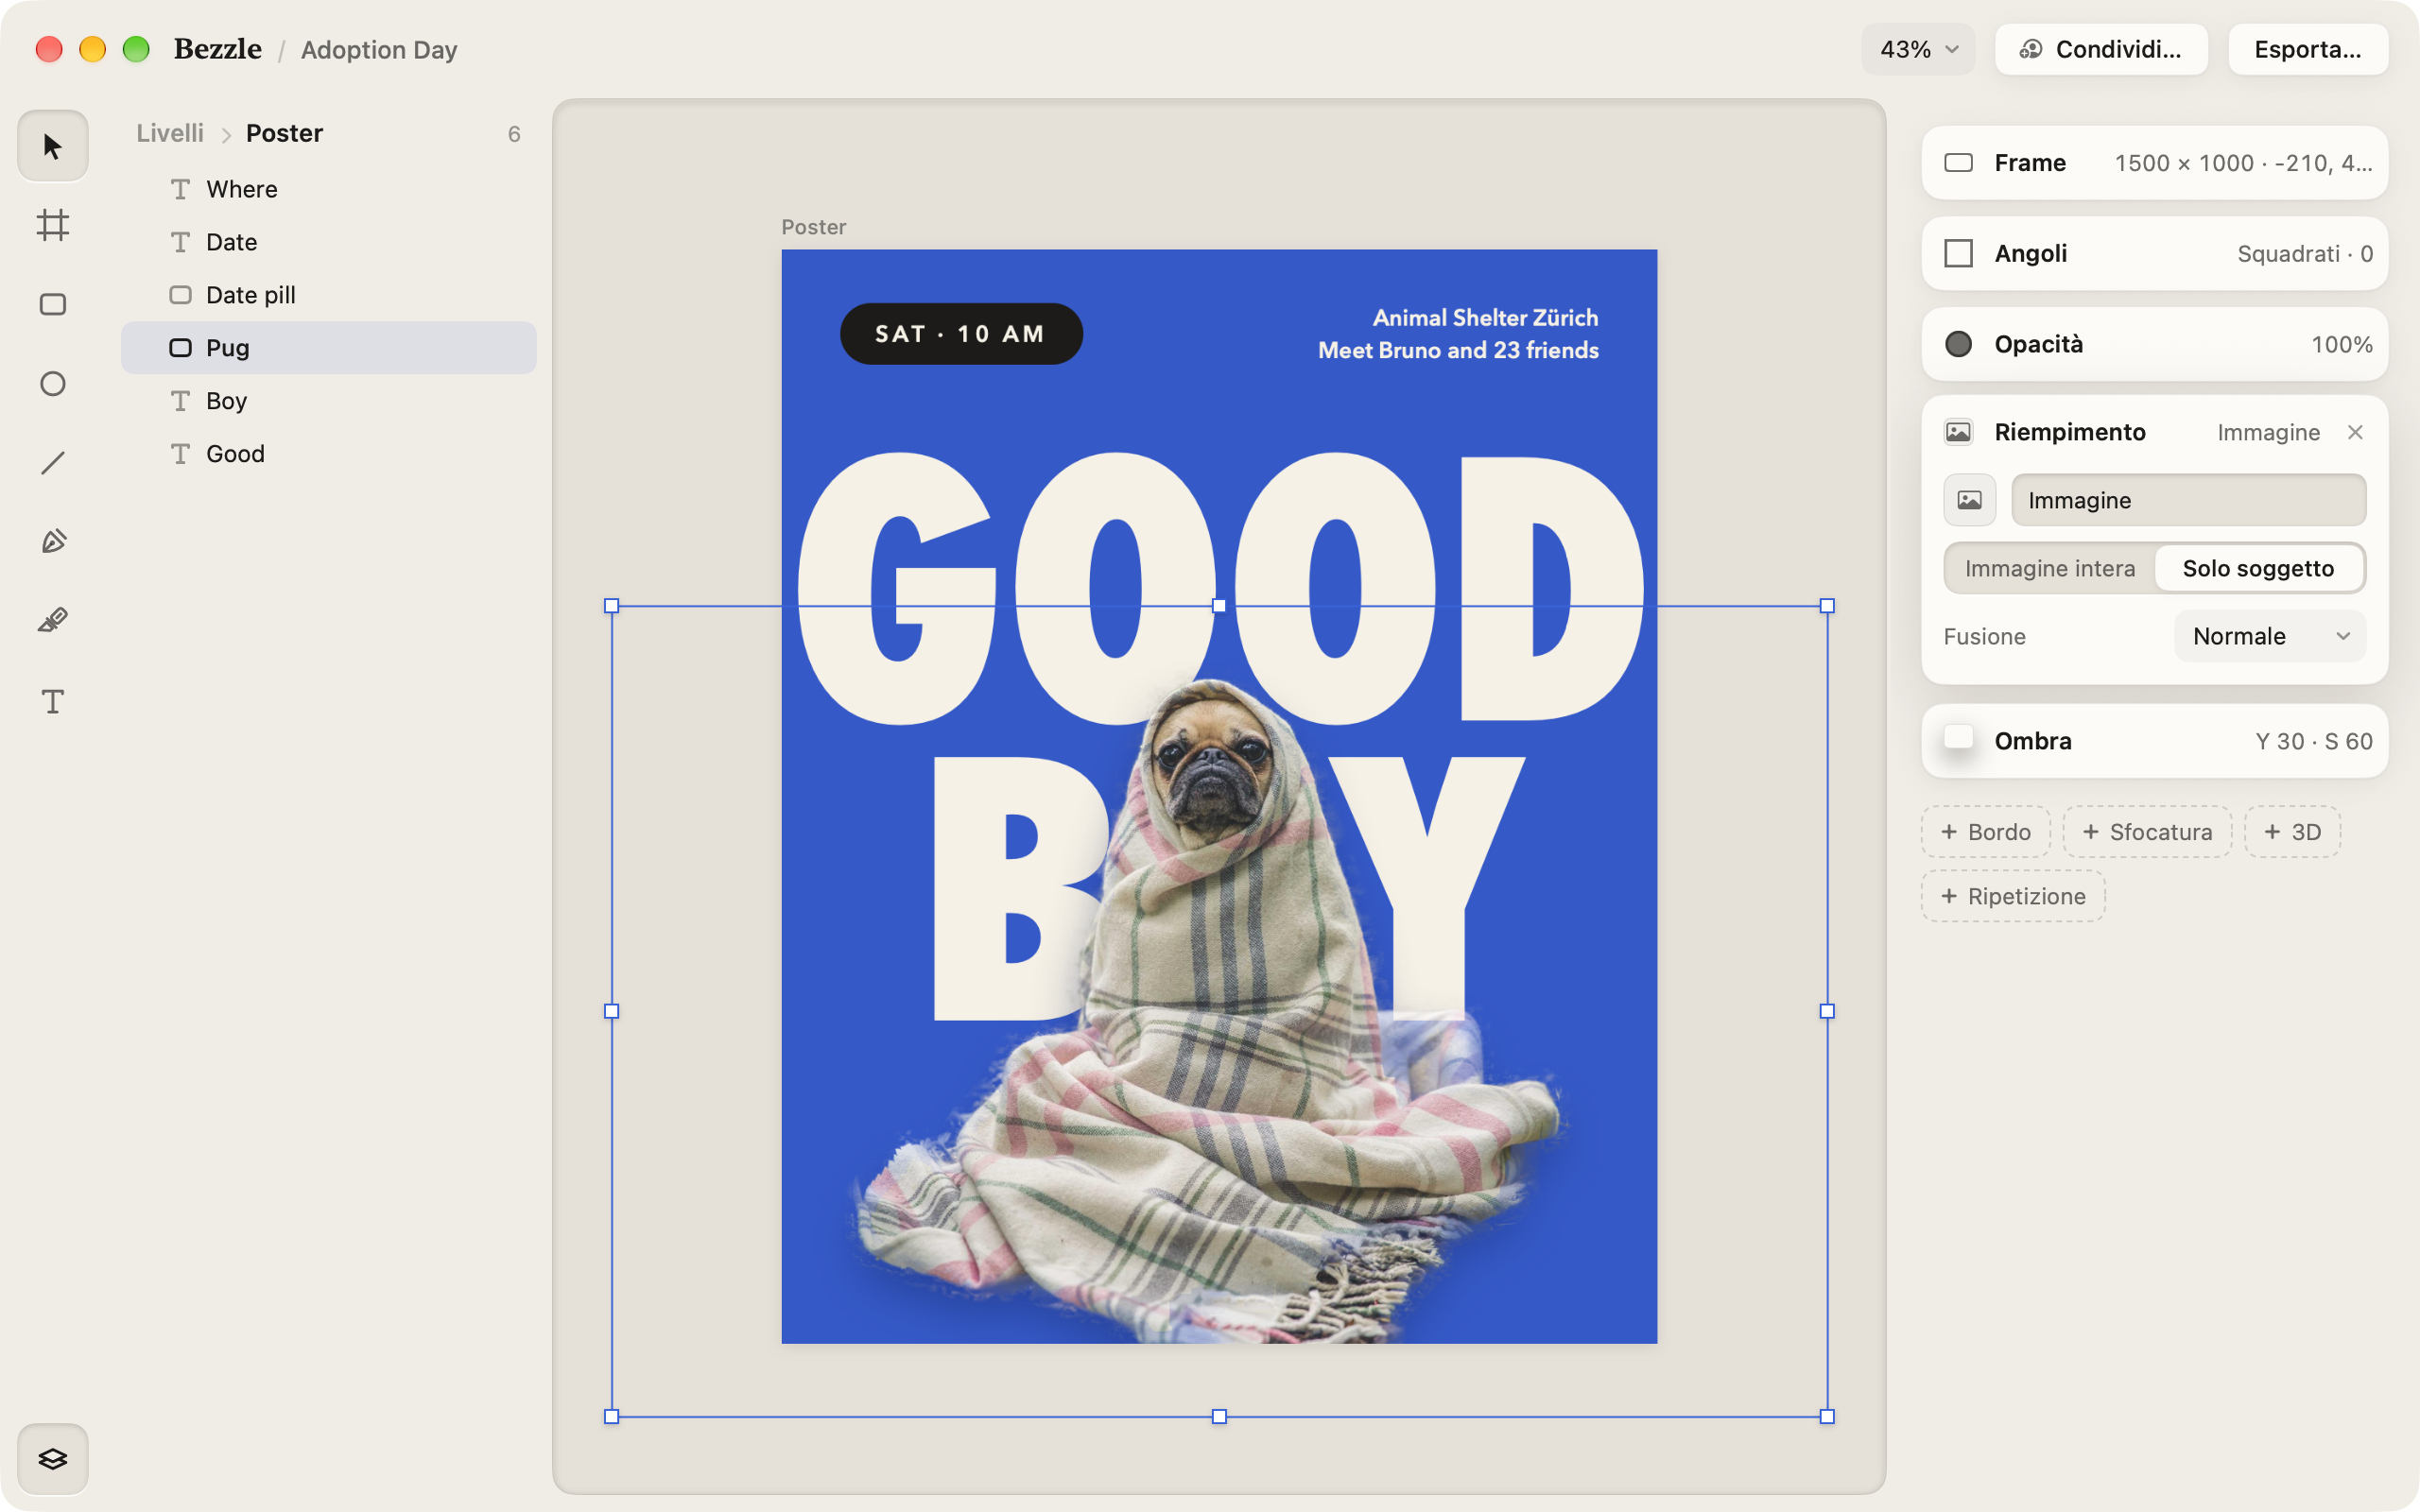 Bezzle / Adoption Day
43%
Condividi...
Esporta...
Livelli > Poster 6
Where
Date
Date pill
Pug
Boy
Good
Poster
SAT · 10 AM
Animal Shelter Zürich
Meet Bruno and 23 friends
GOOD
BOY
Frame 1500 × 1000 · -210, 4...
Angoli Squadrati · 0
Opacità 100%
Riempimento Immagine
Immagine
Immagine intera Solo soggetto
Fusione Normale
Ombra Y 30 · S 60
+ Bordo + Sfocatura + 3D
+ Ripetizione